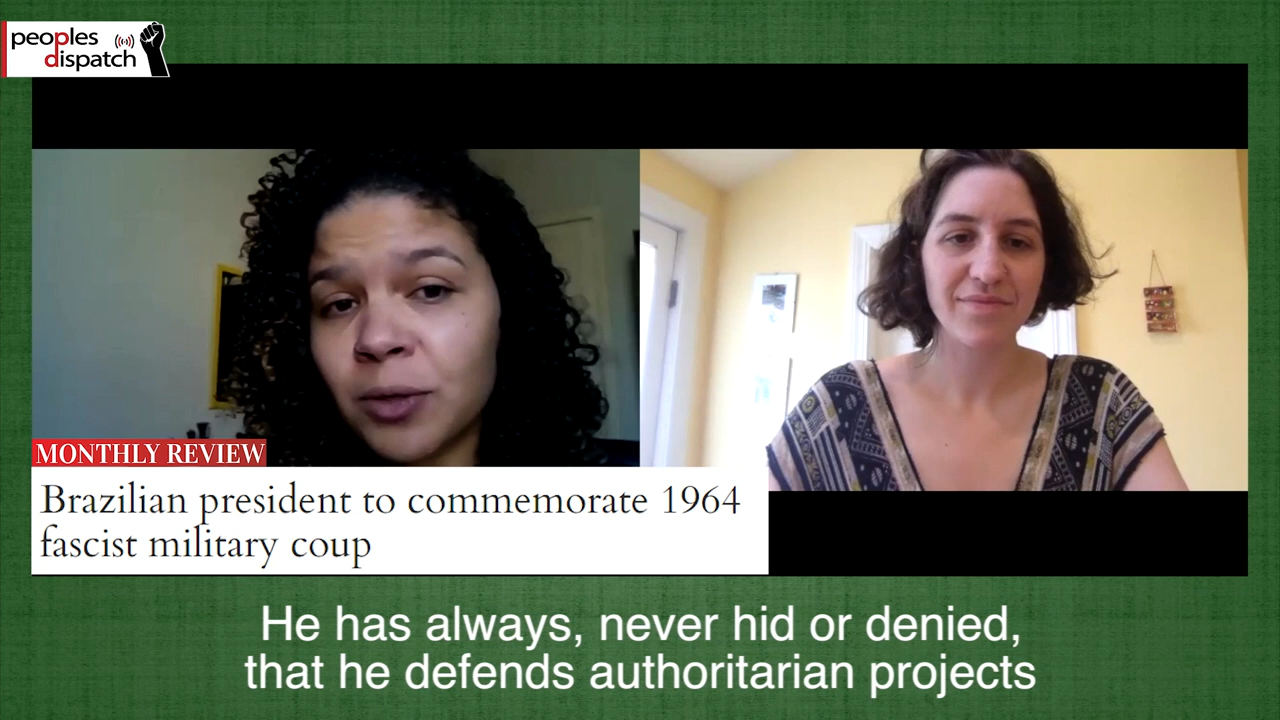 peoples
dispatch
MONTHLY REVIEW
Brazilian president to commemorate 1964
fascist military coup
He has always, never hid or denied,
that he defends authoritarian projects